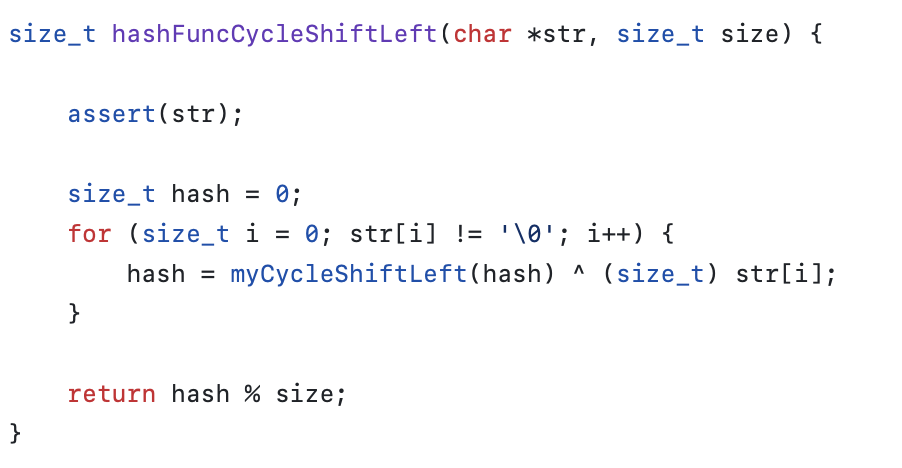 size_t hashFuncCycleShiftLeft(char *str, size_t size) {
assert(str);
size_t hash = 0;
for (size_t i = 0; str[i] != '\0'; i++) {
hash = myCycleShiftLeft(hash) ^ (size_t) str[i];
}
return hash % size;
}